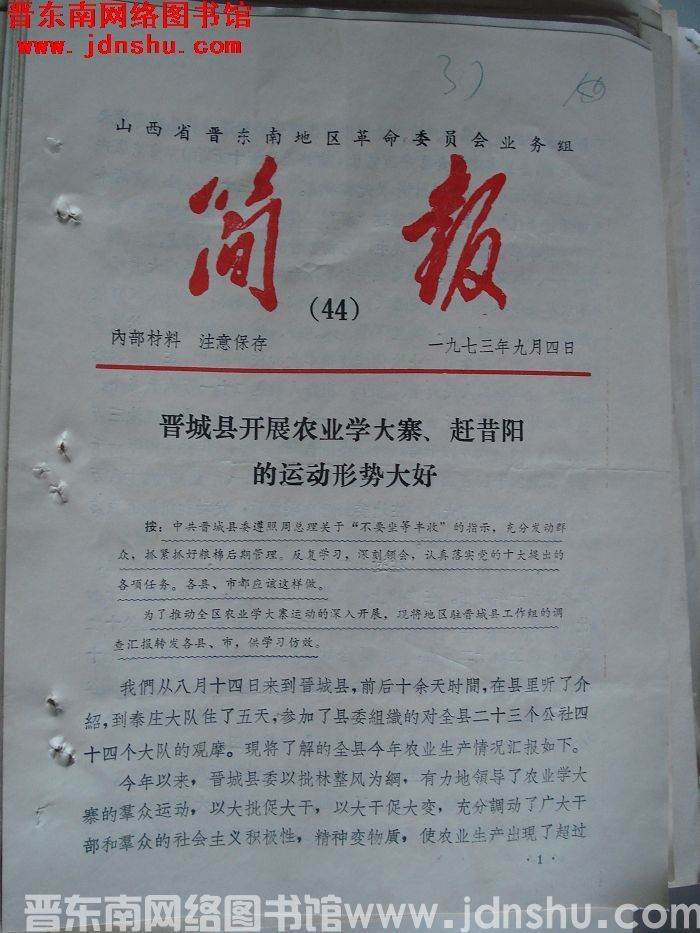 晋东南网络图书馆
www.jdnshu.com
37
山西省晋东南地区革命委员会业务组
简报
(44)
內部材料 注意保存 一九七三年九月四日
晋城县开展农业学大寨、赶昔阳
的运动形势大好
按：中共晋城县委遵照周总理关于“不要坐等丰收”的指示，充分发动群
众，抓紧抓好粮棉后期管理。反复学习，深刻领会，认真落实党的十大提出的
各项任务。各县、市都应该这样做。
为了推动全区农业学大寨运动的深入开展，现将地区驻晋城县工作组的调
查汇报转发各县、市，供学习仿效。
我們从八月十四日来到晋城县，前后十余天时間，在县里听了介
紹，到秦庄大队住了五天，参加了县委組織的对全县二十三个公社四
十四个大队的观摩。現将了解的全县今年农业生产情况汇报如下。
今年以来，晋城县委以批林整风为綱，有力地領导了农业学大
寨的羣众运动，以大批促大干，以大干促大变，充分調动了广大干
部和羣众的社会主义积极性，精神变物质，使农业生产出現了超过
·1·
晋东南网络图书馆 www.jdnshu.com